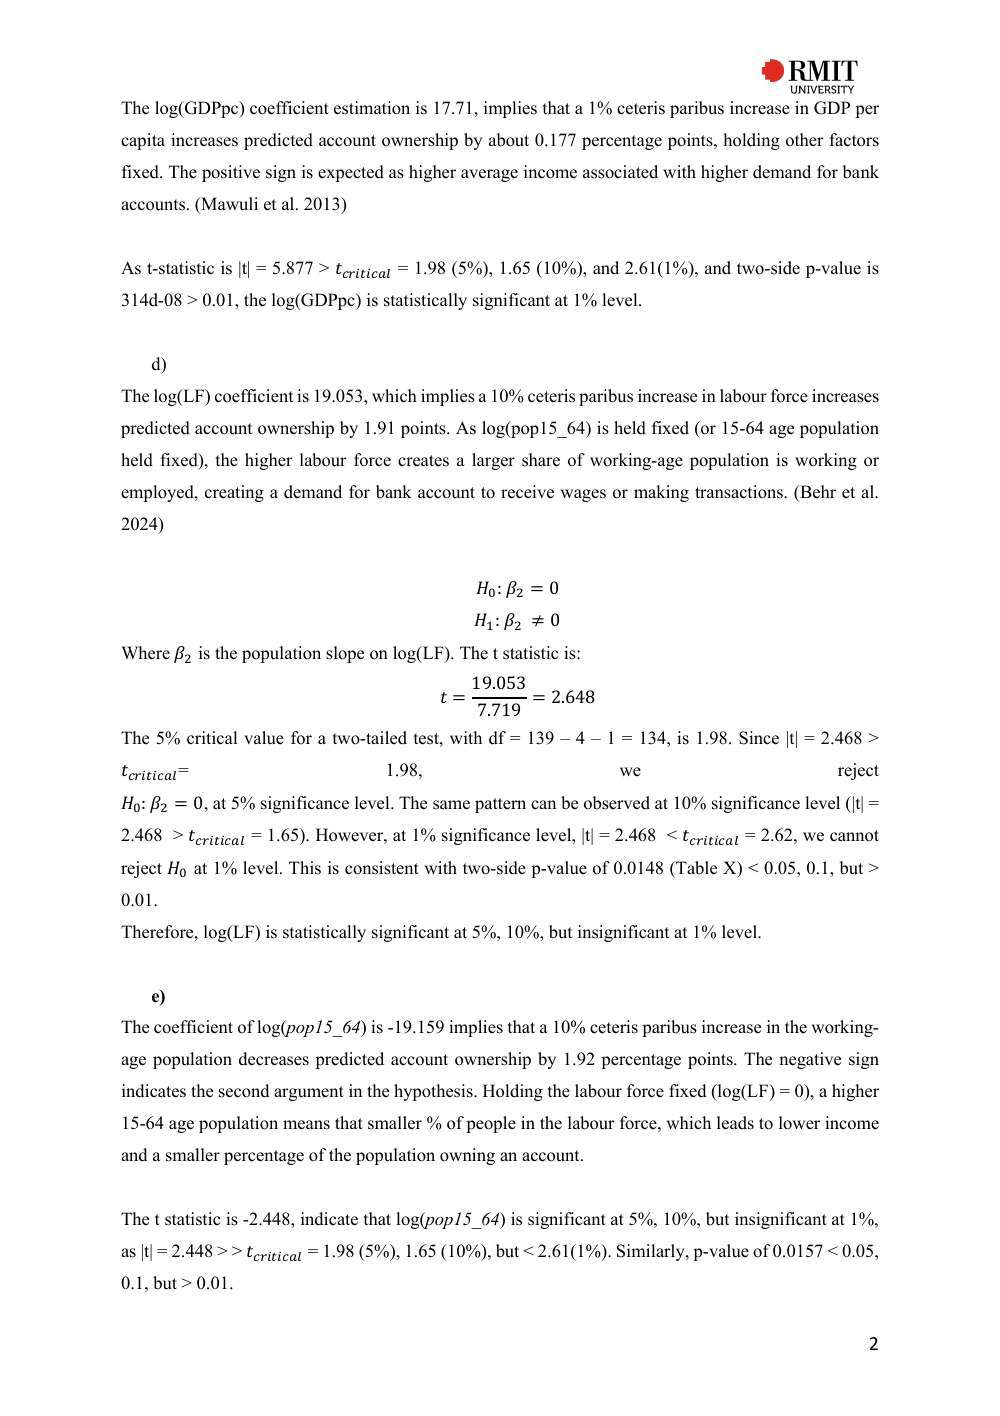 RMIT
UNIVERSITY
The log(GDPpc) coefficient estimation is 17.71, implies that a 1% ceteris paribus increase in GDP per
capita increases predicted account ownership by about 0.177 percentage points, holding other factors
fixed. The positive sign is expected as higher average income associated with higher demand for bank
accounts. (Mawuli et al. 2013)
As t-statistic is |t| = 5.877 > t_critical = 1.98 (5%), 1.65 (10%), and 2.61(1%), and two-side p-value is
314d-08 > 0.01, the log(GDPpc) is statistically significant at 1% level.
d)
The log(LF) coefficient is 19.053, which implies a 10% ceteris paribus increase in labour force increases
predicted account ownership by 1.91 points. As log(pop15_64) is held fixed (or 15-64 age population
held fixed), the higher labour force creates a larger share of working-age population is working or
employed, creating a demand for bank account to receive wages or making transactions. (Behr et al.
2024)
H₀: β₂ = 0
H₁: β₂ ≠ 0
Where β₂ is the population slope on log(LF). The t statistic is:
t = 19.053/7.719 = 2.648
The 5% critical value for a two-tailed test, with df = 139 – 4 – 1 = 134, is 1.98. Since |t| = 2.468 >
t_critical= 1.98, we reject
H₀: β₂ = 0, at 5% significance level. The same pattern can be observed at 10% significance level (|t| =
2.468 > t_critical = 1.65). However, at 1% significance level, |t| = 2.468 < t_critical = 2.62, we cannot
reject H₀ at 1% level. This is consistent with two-side p-value of 0.0148 (Table X) < 0.05, 0.1, but >
0.01.
Therefore, log(LF) is statistically significant at 5%, 10%, but insignificant at 1% level.
e)
The coefficient of log(pop15_64) is -19.159 implies that a 10% ceteris paribus increase in the working-
age population decreases predicted account ownership by 1.92 percentage points. The negative sign
indicates the second argument in the hypothesis. Holding the labour force fixed (log(LF) = 0), a higher
15-64 age population means that smaller % of people in the labour force, which leads to lower income
and a smaller percentage of the population owning an account.
The t statistic is -2.448, indicate that log(pop15_64) is significant at 5%, 10%, but insignificant at 1%,
as |t| = 2.448 > > t_critical = 1.98 (5%), 1.65 (10%), but < 2.61(1%). Similarly, p-value of 0.0157 < 0.05,
0.1, but > 0.01.
2